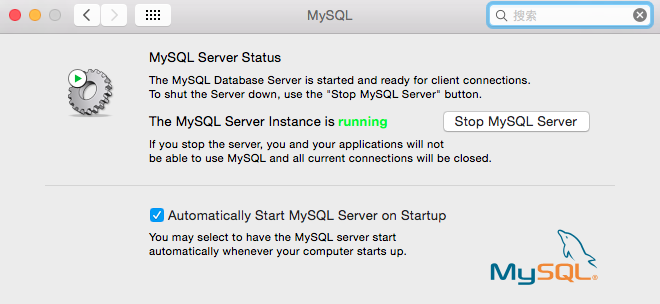 MySQL
搜索
MySQL Server Status
The MySQL Database Server is started and ready for client connections.
To shut the Server down, use the "Stop MySQL Server" button.
The MySQL Server Instance is running
Stop MySQL Server
If you stop the server, you and your applications will not
be able to use MySQL and all current connections will be closed.
Automatically Start MySQL Server on Startup
You may select to have the MySQL server start
automatically whenever your computer starts up.
MySQL®